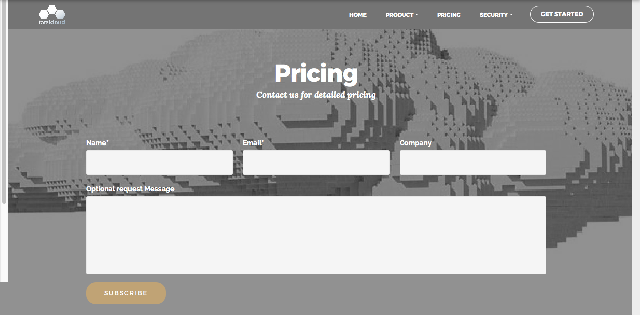 HOME PRODUCT PRICING SECURITY GET STARTED
Pricing
Contact us for detailed pricing
Name* Email* Company
Optional request Message
SUBSCRIBE